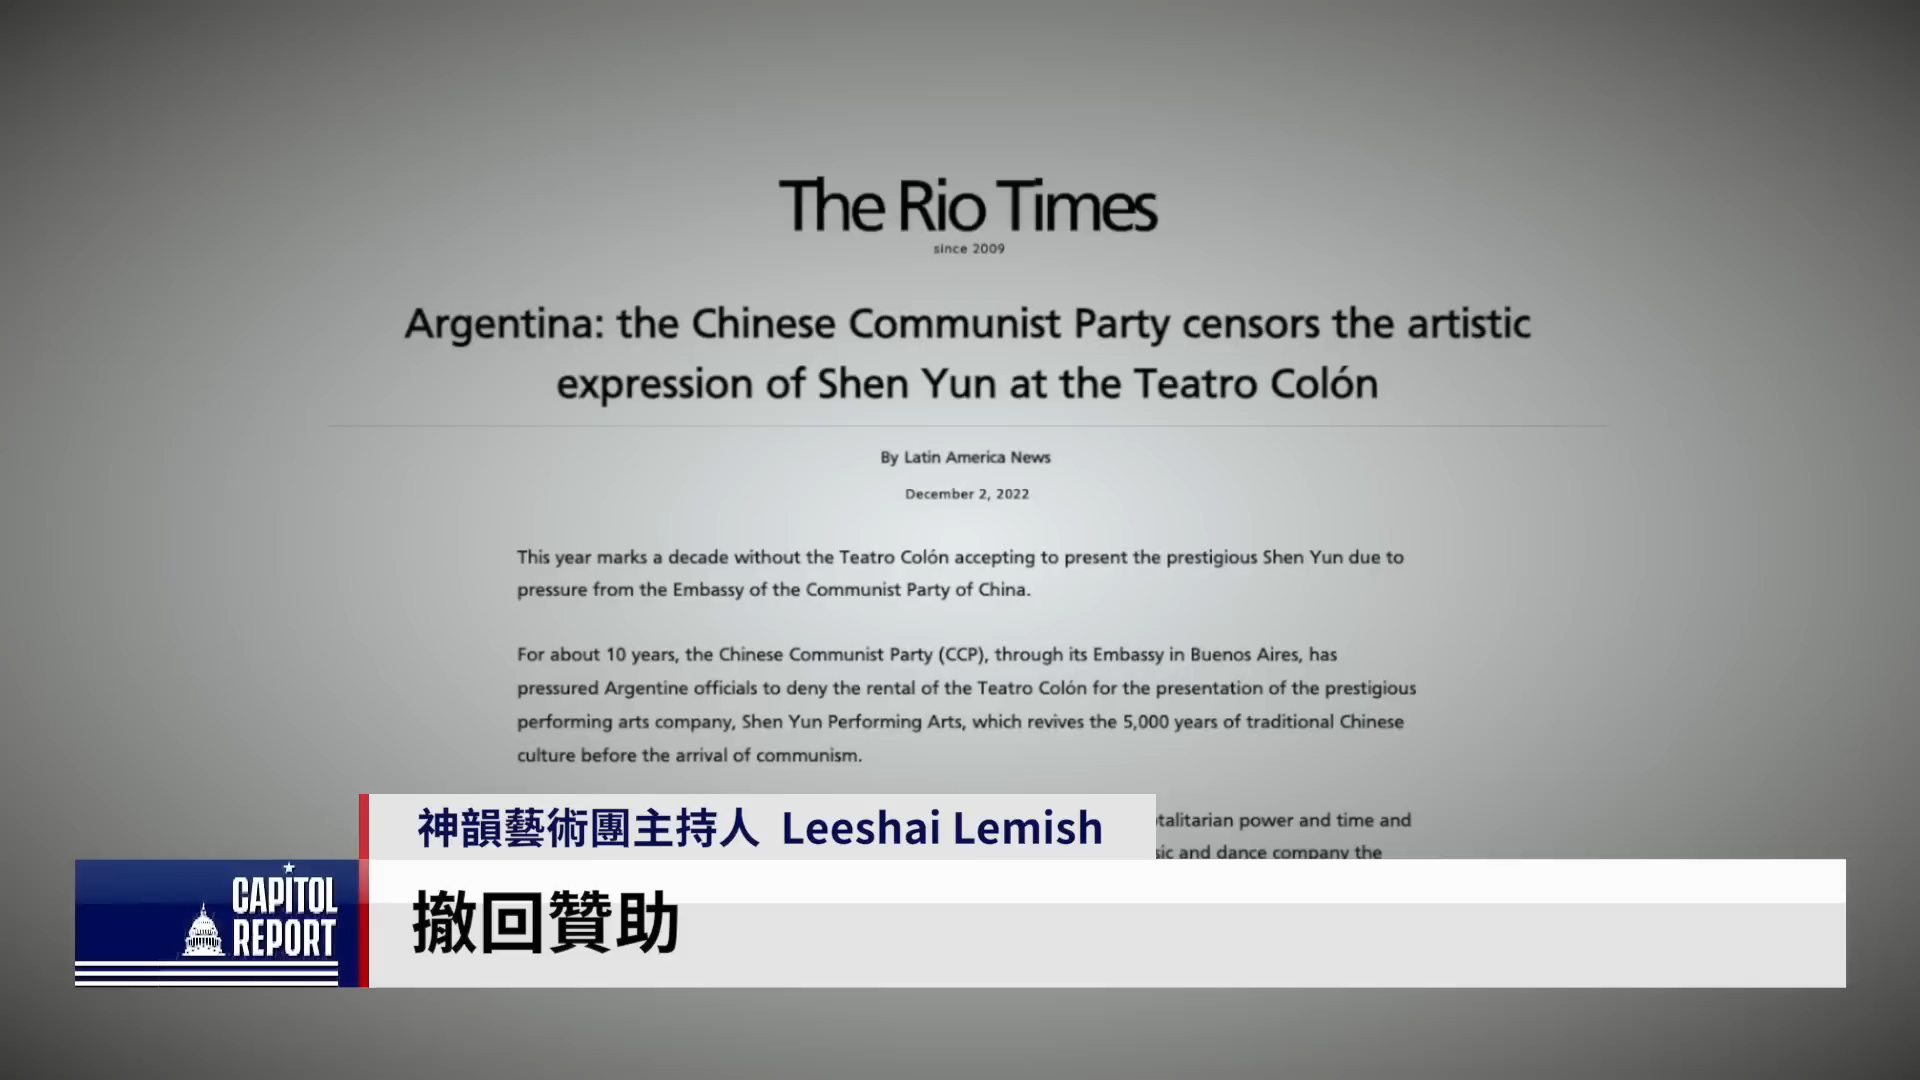 The Rio Times
since 2009
Argentina: the Chinese Communist Party censors the artistic
expression of Shen Yun at the Teatro Colón
By Latin America News
December 2, 2022
This year marks a decade without the Teatro Colón accepting to present the prestigious Shen Yun due to
pressure from the Embassy of the Communist Party of China.
For about 10 years, the Chinese Communist Party (CCP), through its Embassy in Buenos Aires, has
pressured Argentine officials to deny the rental of the Teatro Colón for the presentation of the prestigious
performing arts company, Shen Yun Performing Arts, which revives the 5,000 years of traditional Chinese
culture before the arrival of communism.
power and time and
and dance company the
神韻藝術團主持人 Leeshai Lemish
撤回贊助
CAPITOL
REPORT